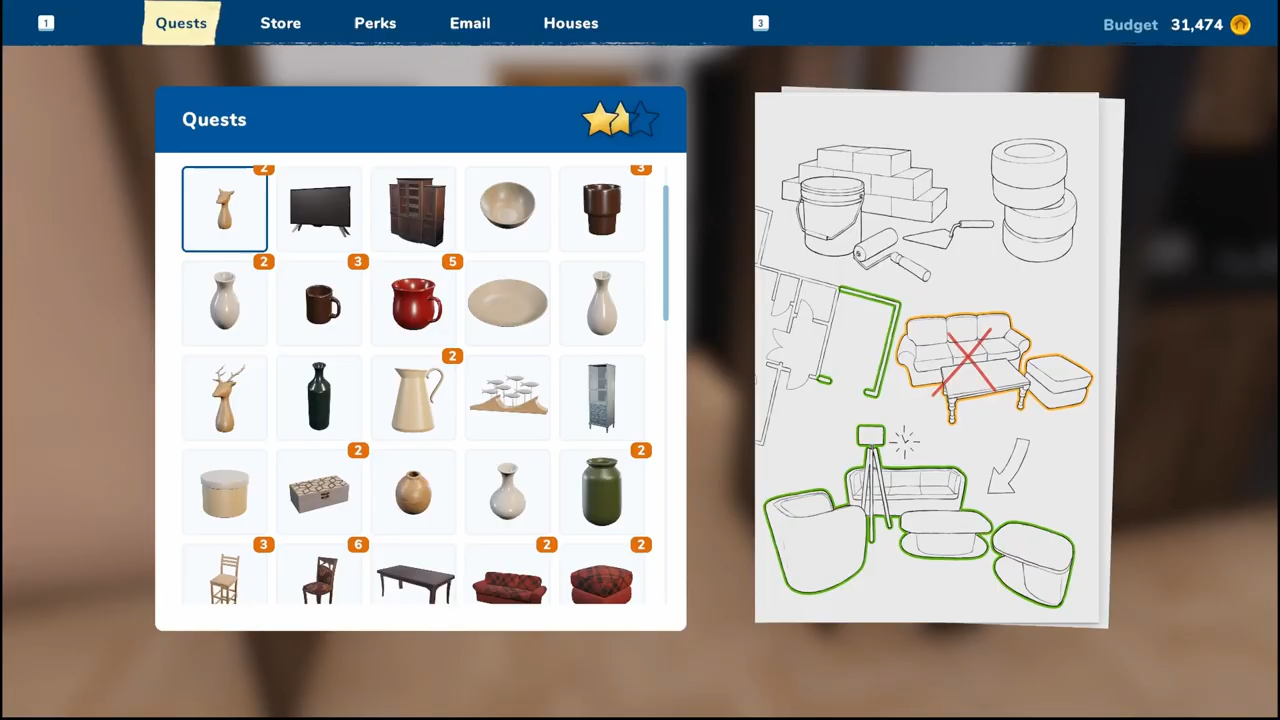 1 Quests Store Perks Email Houses 3 Budget 31,474
Quests
2 3
2 3 5
2
2 2
3 6 2 2